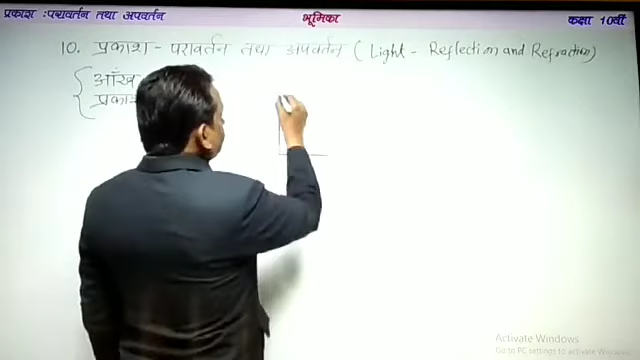 प्रकाश :परावर्तन तथा अपवर्तन
भूमिका
कक्षा 10वीं
10. प्रकाश - परावर्तन तथा अपवर्तन ( Light - Reflection and Refraction)
आँख
Activate Windows
Go to PC settings to activate Windows